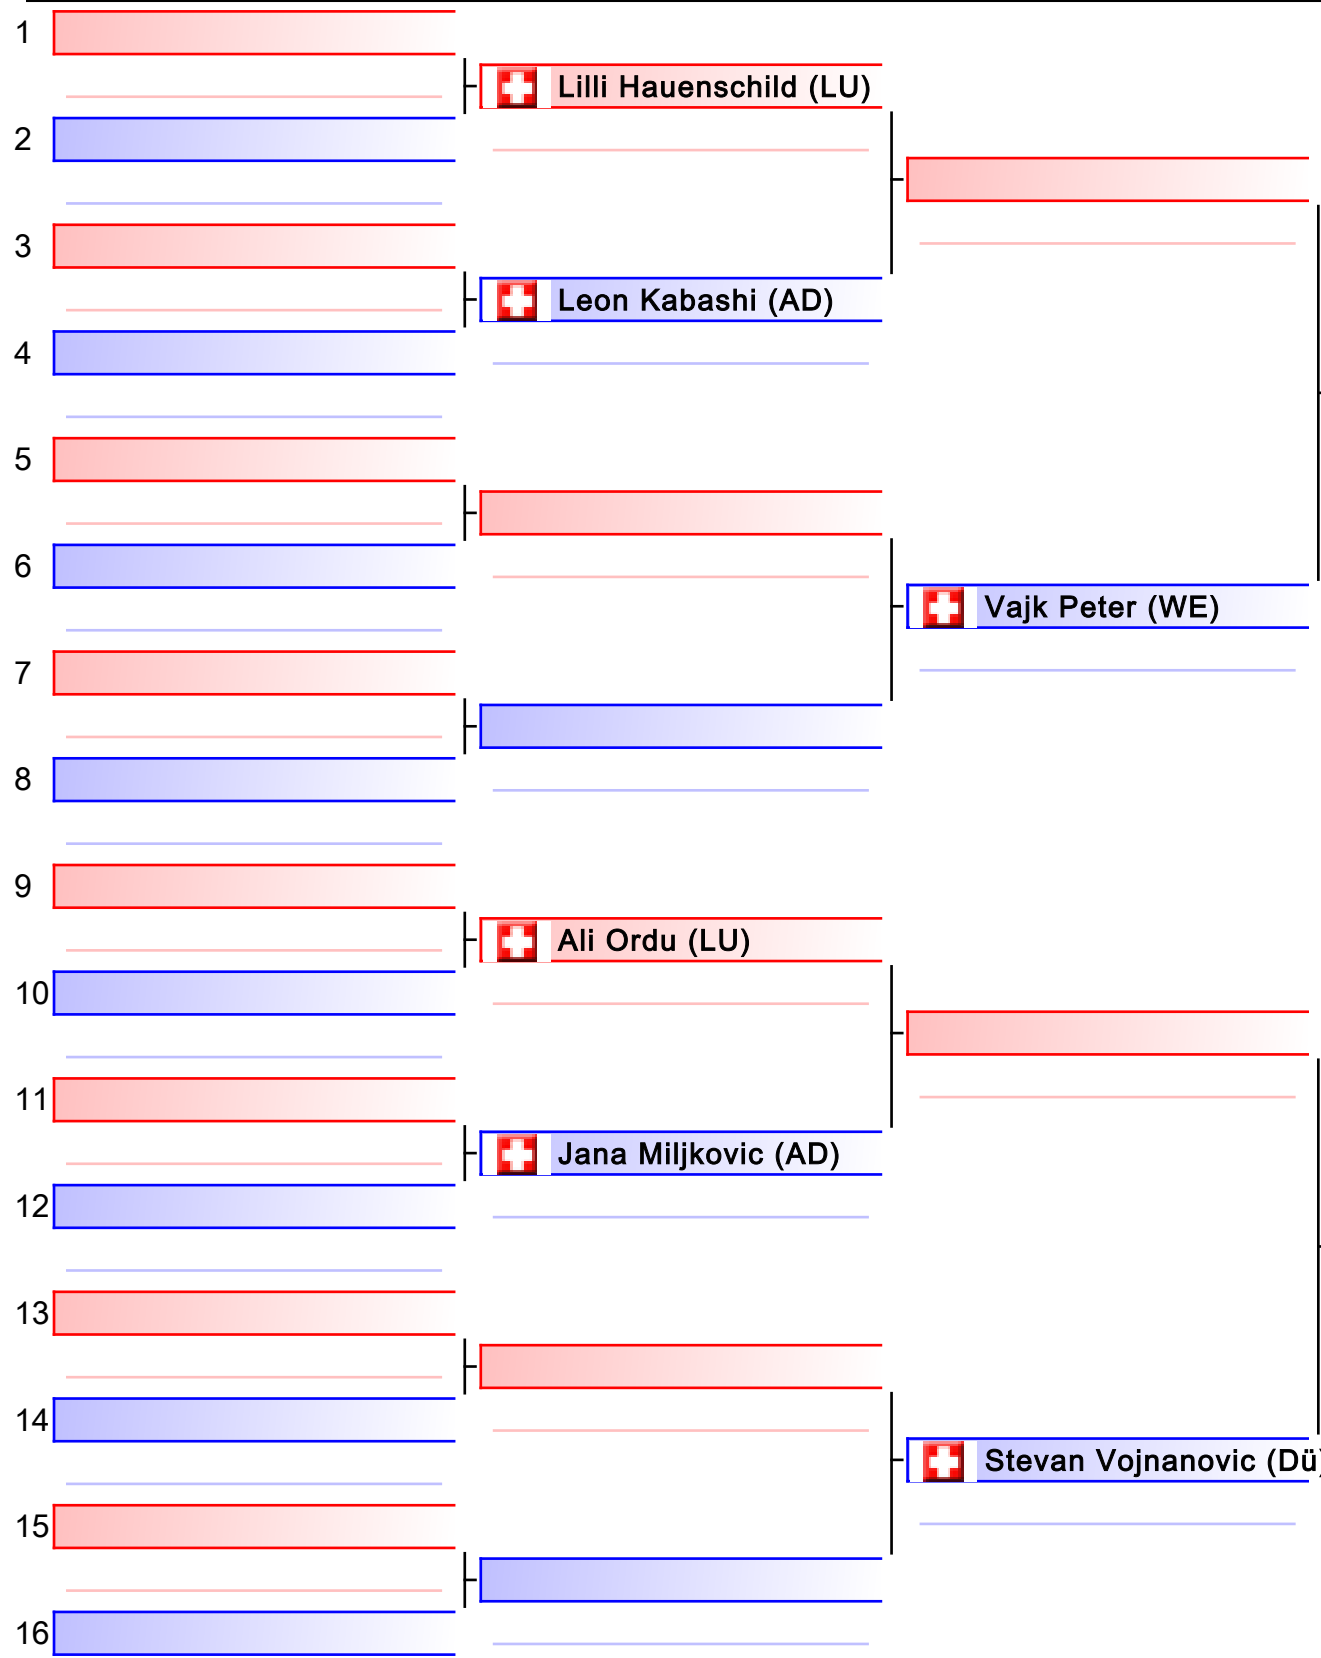 1
Lilli Hauenschild (LU)
2
3
Leon Kabashi (AD)
4
5
6
Vajk Peter (WE)
7
8
9
Ali Ordu (LU)
10
11
Jana Miljkovic (AD)
12
13
14
Stevan Vojnanovic (Dü)
15
16